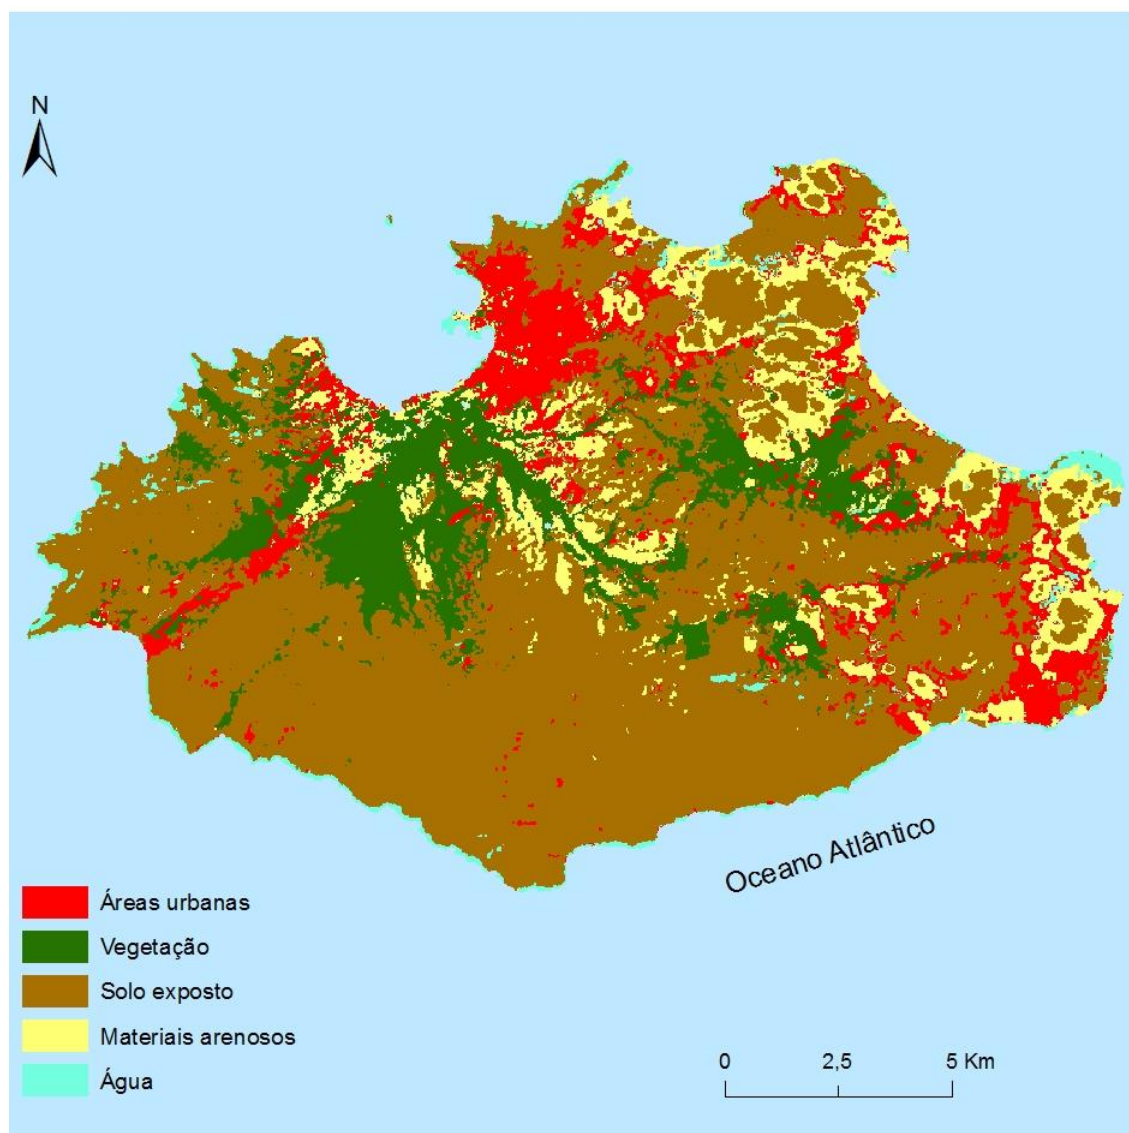 N
Oceano Atlântico
Áreas urbanas
Vegetação
Solo exposto
Materiais arenosos
Água
0 2,5 5 Km